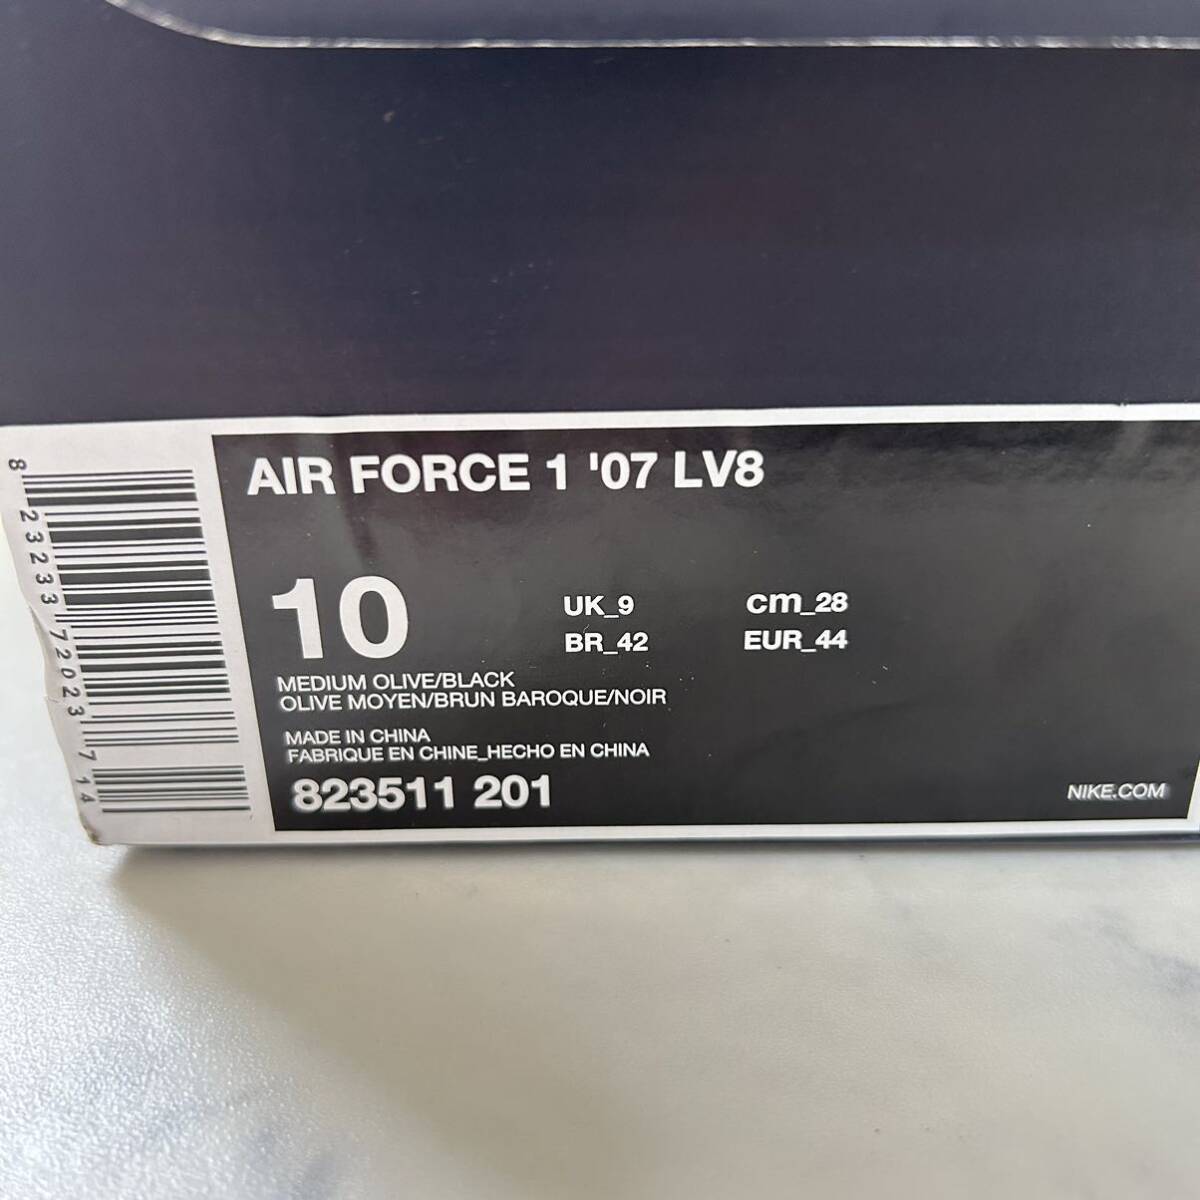 AIR FORCE 1 '07 LV8
10
UK_9
cm_28
BR_42
EUR_44
MEDIUM OLIVE/BLACK
OLIVE MOYEN/BRUN BAROQUE/NOIR
MADE IN CHINA
FABRIQUE EN CHINE_HECHO EN CHINA
823511 201
NIKE.COM
8 23233 72023 7 14